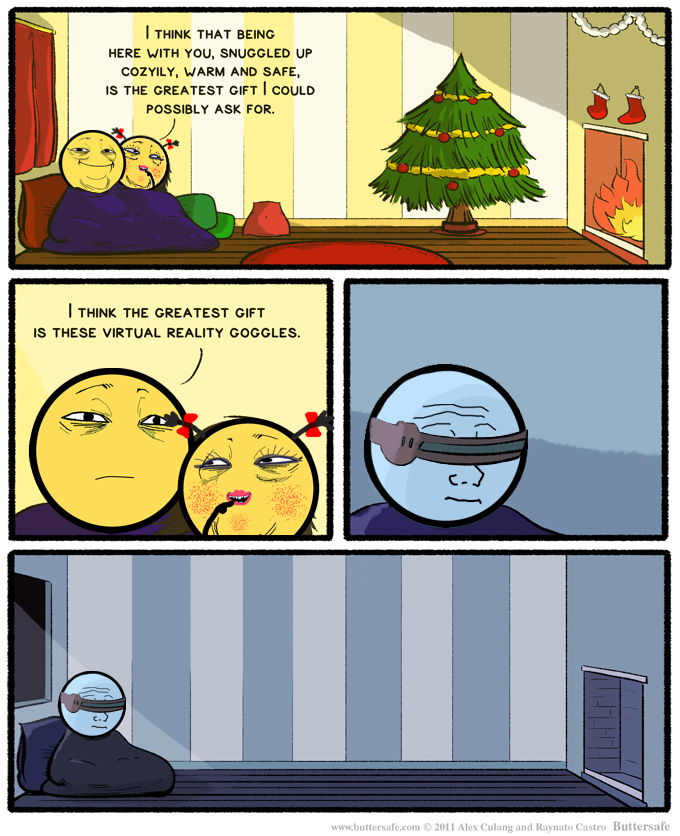 I THINK THAT BEING
HERE WITH YOU, SNUGGLED UP
COZYILY, WARM AND SAFE,
IS THE GREATEST GIFT I COULD
POSSIBLY ASK FOR.
I THINK THE GREATEST GIFT
IS THESE VIRTUAL REALITY GOGGLES.
www.buttersafe.com © 2011 Alex Culang and Raynato Castro Buttersafe